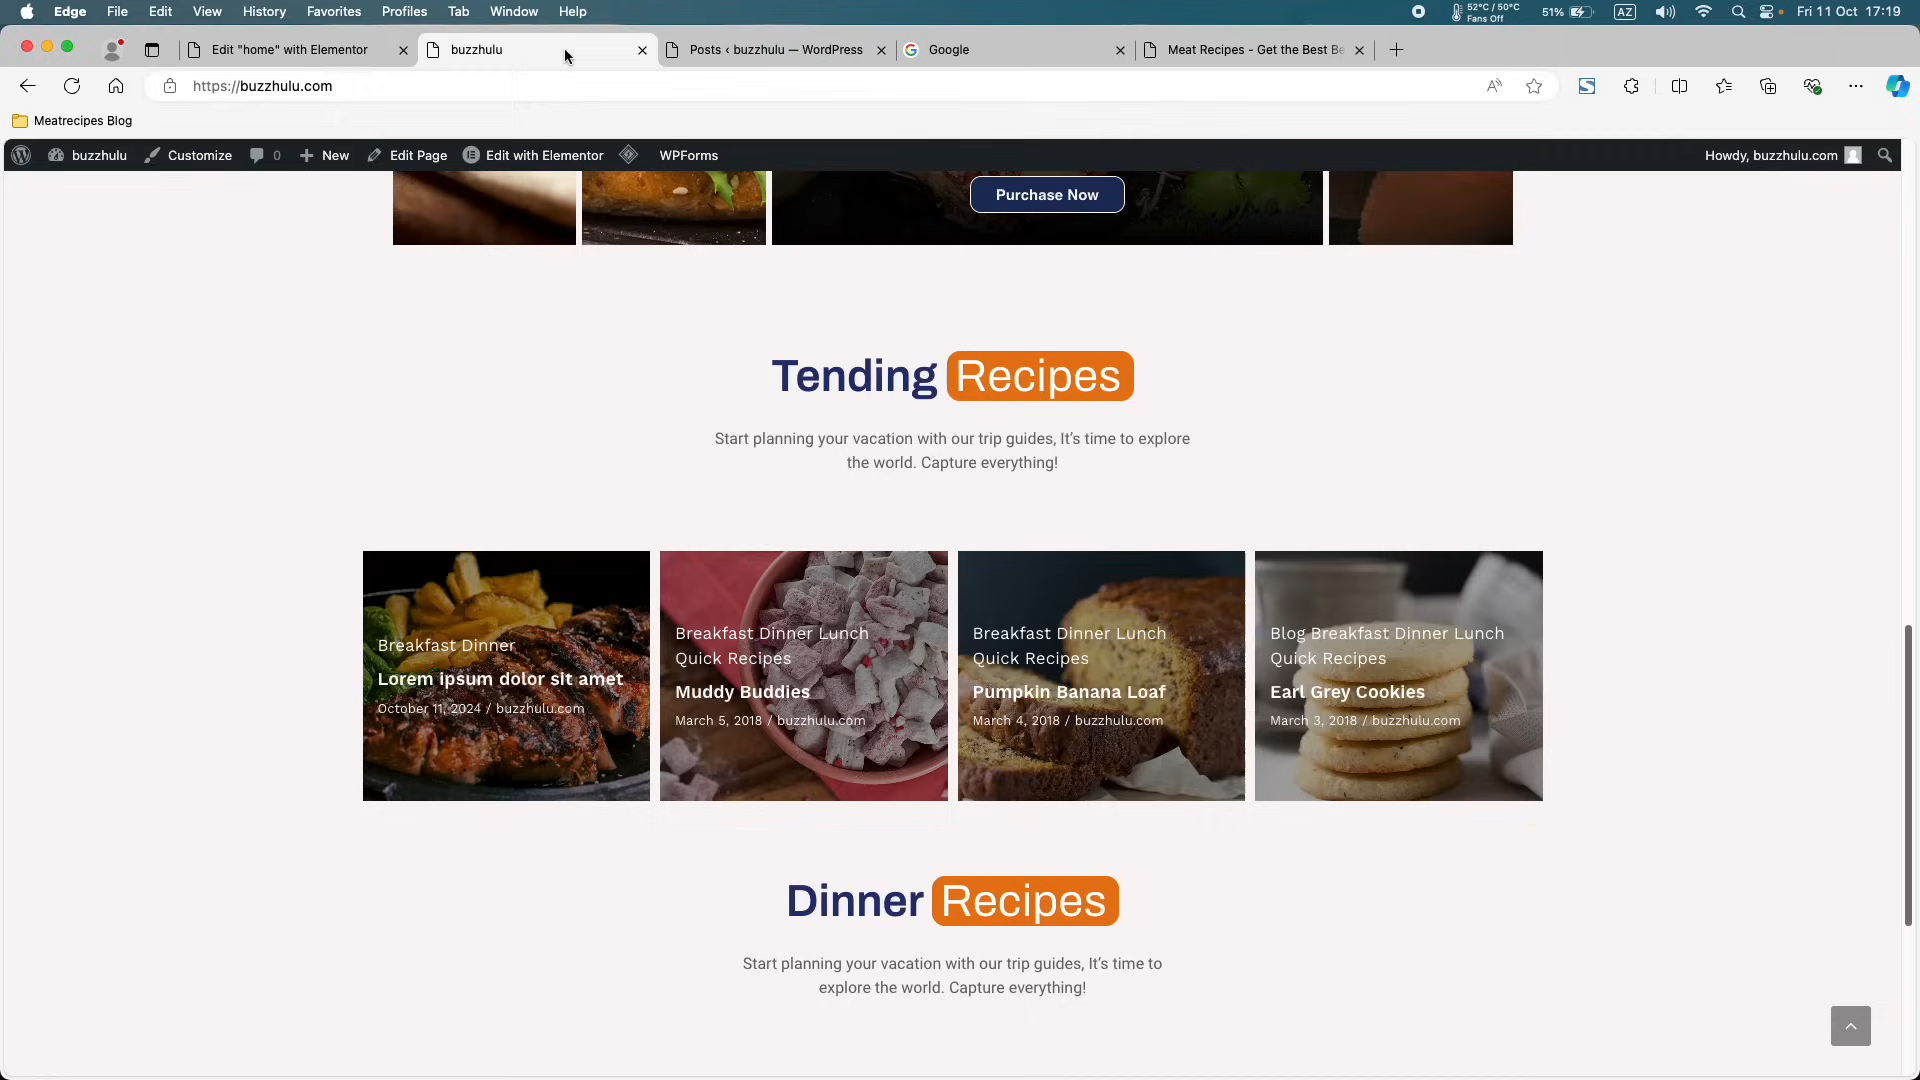 Edge File Edit View History Favorites Profiles Tab Window Help
52°C / 50°C
Fans Off
51% AZ Fri 11 Oct 17:19
Edit "home" with Elementor buzzhulu Posts ‹ buzzhulu — WordPress Google Meat Recipes - Get the Best Be
https://buzzhulu.com
Meatrecipes Blog
buzzhulu Customize 0 New Edit Page Edit with Elementor WPForms Howdy, buzzhulu.com
Purchase Now
Tending Recipes
Start planning your vacation with our trip guides, It's time to explore
the world. Capture everything!
Breakfast Dinner
Lorem ipsum dolor sit amet
October 11, 2024 / buzzhulu.com
Breakfast Dinner Lunch
Quick Recipes
Muddy Buddies
March 5, 2018 / buzzhulu.com
Breakfast Dinner Lunch
Quick Recipes
Pumpkin Banana Loaf
March 4, 2018 / buzzhulu.com
Blog Breakfast Dinner Lunch
Quick Recipes
Earl Grey Cookies
March 3, 2018 / buzzhulu.com
Dinner Recipes
Start planning your vacation with our trip guides, It's time to
explore the world. Capture everything!